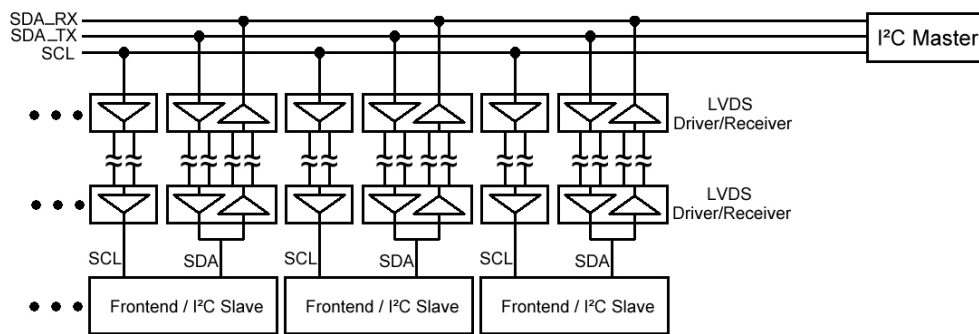 SDA_RX
SDA_TX
SCL
I²C Master
LVDS
Driver/Receiver
LVDS
Driver/Receiver
SCL
SDA
SCL
SDA
SCL
SDA
Frontend / I²C Slave
Frontend / I²C Slave
Frontend / I²C Slave